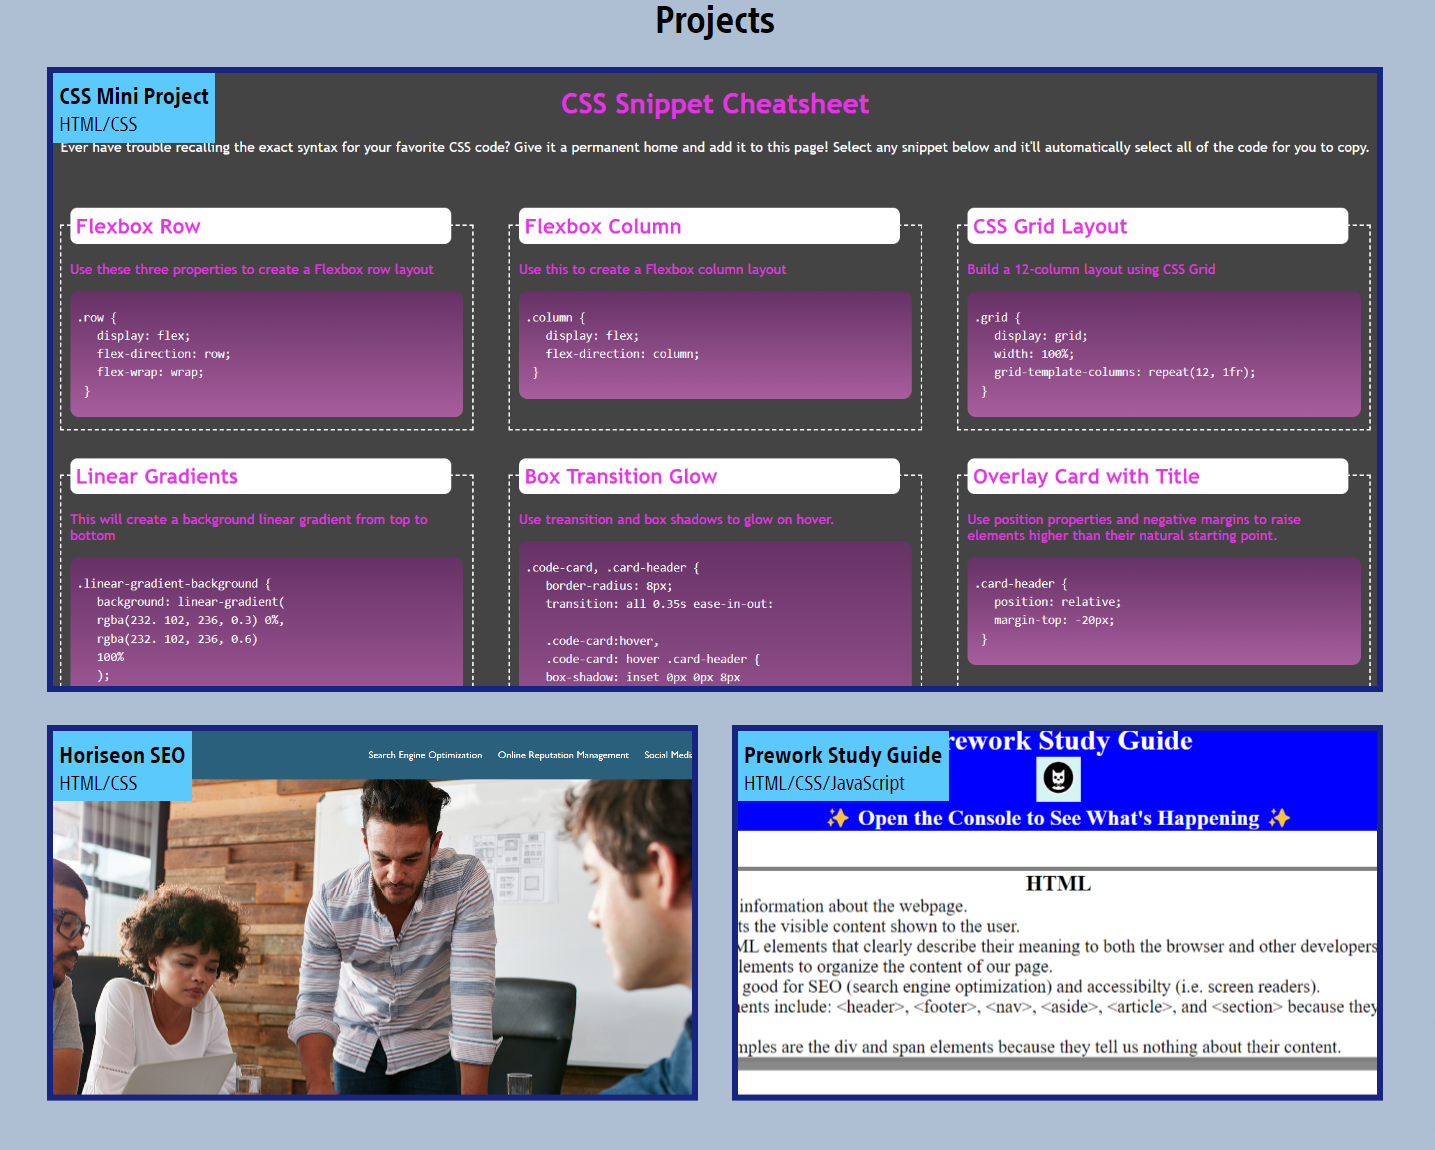 Projects
CSS Mini Project
HTML/CSS
CSS Snippet Cheatsheet
Ever have trouble recalling the exact syntax for your favorite CSS code? Give it a permanent home and add it to this page! Select any snippet below and it'll automatically select all of the code for you to copy.
Flexbox Row
Use these three properties to create a Flexbox row layout
.row {
display: flex;
flex-direction: row;
flex-wrap: wrap;
}
Flexbox Column
Use this to create a Flexbox column layout
.column {
display: flex;
flex-direction: column;
}
CSS Grid Layout
Build a 12-column layout using CSS Grid
.grid {
display: grid;
width: 100%;
grid-template-columns: repeat(12, 1fr);
}
Linear Gradients
This will create a background linear gradient from top to
bottom
.linear-gradient-background {
background: linear-gradient(
rgba(232. 102, 236, 0.3) 0%,
rgba(232. 102, 236, 0.6)
100%
);
Box Transition Glow
Use treansition and box shadows to glow on hover.
.code-card, .card-header {
border-radius: 8px;
transition: all 0.35s ease-in-out:
.code-card:hover,
.code-card: hover .card-header {
box-shadow: inset 0px 0px 8px
Overlay Card with Title
Use position properties and negative margins to raise
elements higher than their natural starting point.
.card-header {
position: relative;
margin-top: -20px;
}
Horiseon SEO
HTML/CSS
Search Engine Optimization Online Reputation Management Social Media
Prework Study Guide
HTML/CSS/JavaScript
rework Study Guide
✨ Open the Console to See What's Happening ✨
HTML
information about the webpage.
ts the visible content shown to the user.
ML elements that clearly describe their meaning to both the browser and other developers
lements to organize the content of our page.
good for SEO (search engine optimization) and accessibilty (i.e. screen readers).
ents include: <header>, <footer>, <nav>, <aside>, <article>, and <section> because they
mples are the div and span elements because they tell us nothing about their content.